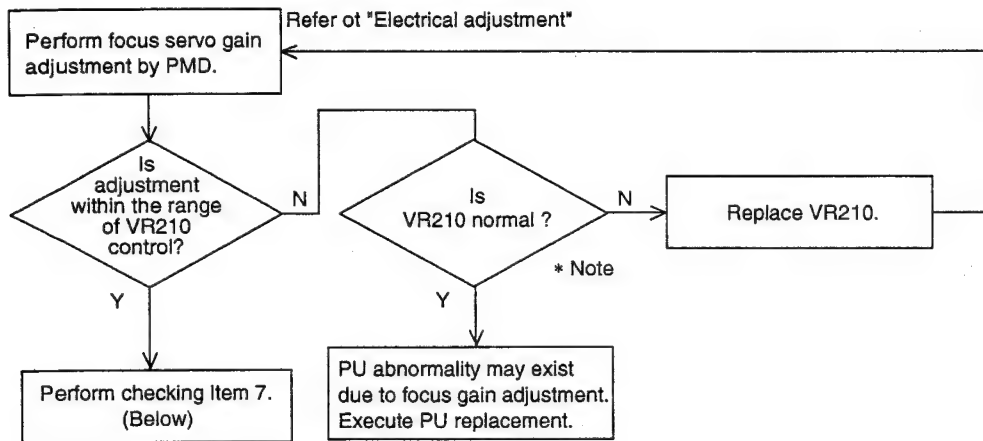 Refer ot "Electrical adjustment"
Perform focus servo gain
adjustment by PMD.
Is
adjustment
within the range
of VR210
control?
N
Y
Is
VR210 normal ?
N
* Note
Y
Replace VR210.
Perform checking Item 7.
(Below)
PU abnormality may exist
due to focus gain adjustment.
Execute PU replacement.